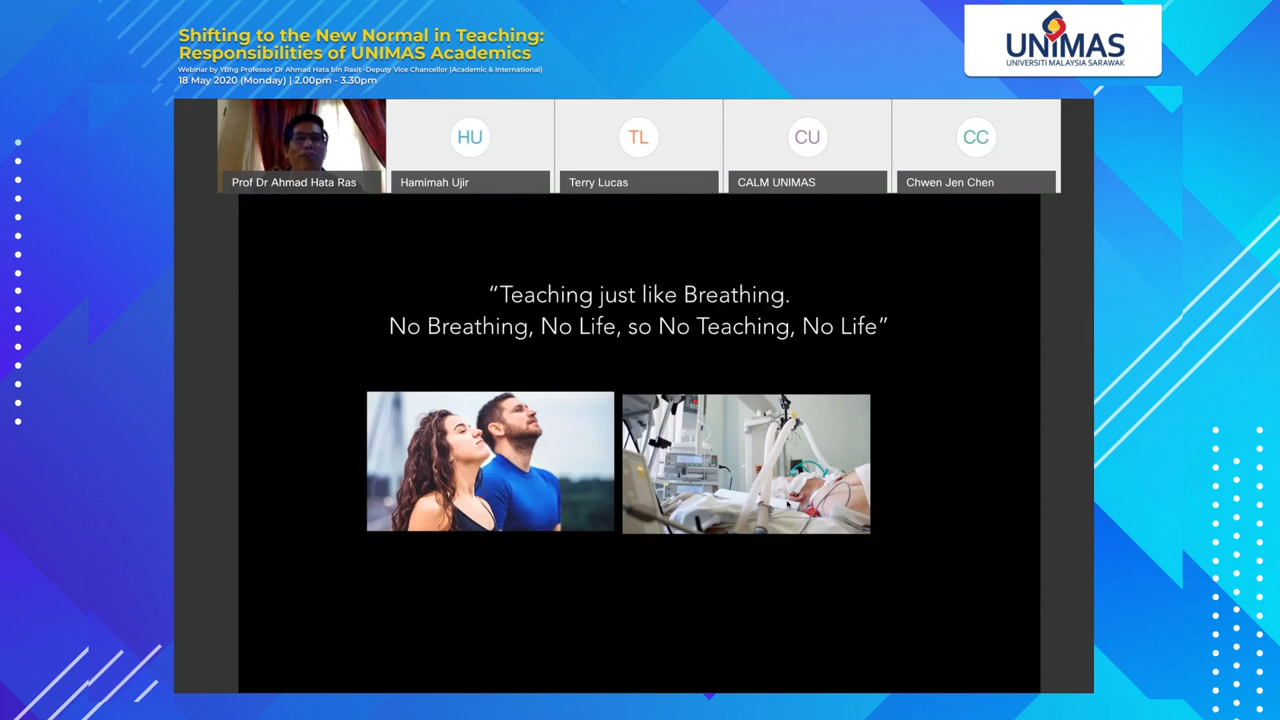 Shifting to the New Normal in Teaching:
Responsibilities of UNIMAS Academics
Webinar by YBhg Professor Dr Ahmad Hata bin Rasit -Deputy Vice Chancellor (Academic & International)
18 May 2020 (Monday) | 2.00pm - 3.30pm
UNIMAS
UNIVERSITI MALAYSIA SARAWAK
HU
TL
CU
CC
Prof Dr Ahmad Hata Ras
Hamimah Ujir
Terry Lucas
CALM UNIMAS
Chwen Jen Chen
“Teaching just like Breathing.
No Breathing, No Life, so No Teaching, No Life”